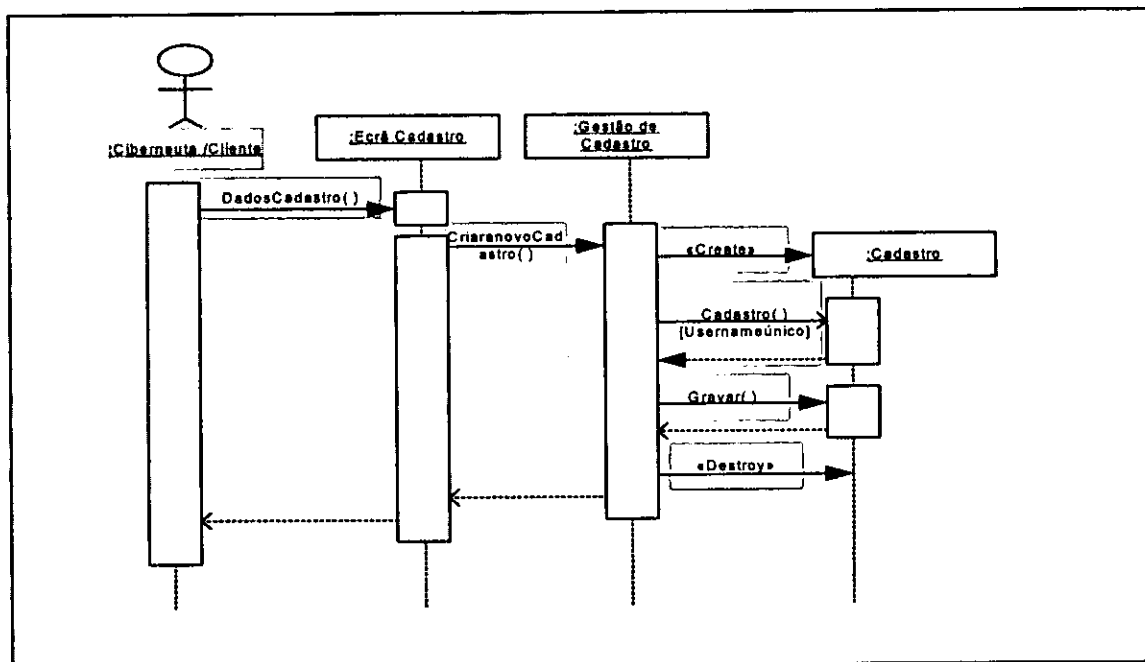 :Cibernauta /Cliente
:Ecrã Cadastro
:Gestão de
Cadastro
DadosCadastro( )
CriaranovoCad
astro( )
«Create»
:Cadastro
Cadastro( )
[Usernameúnico]
Gravar( )
«Destroy»